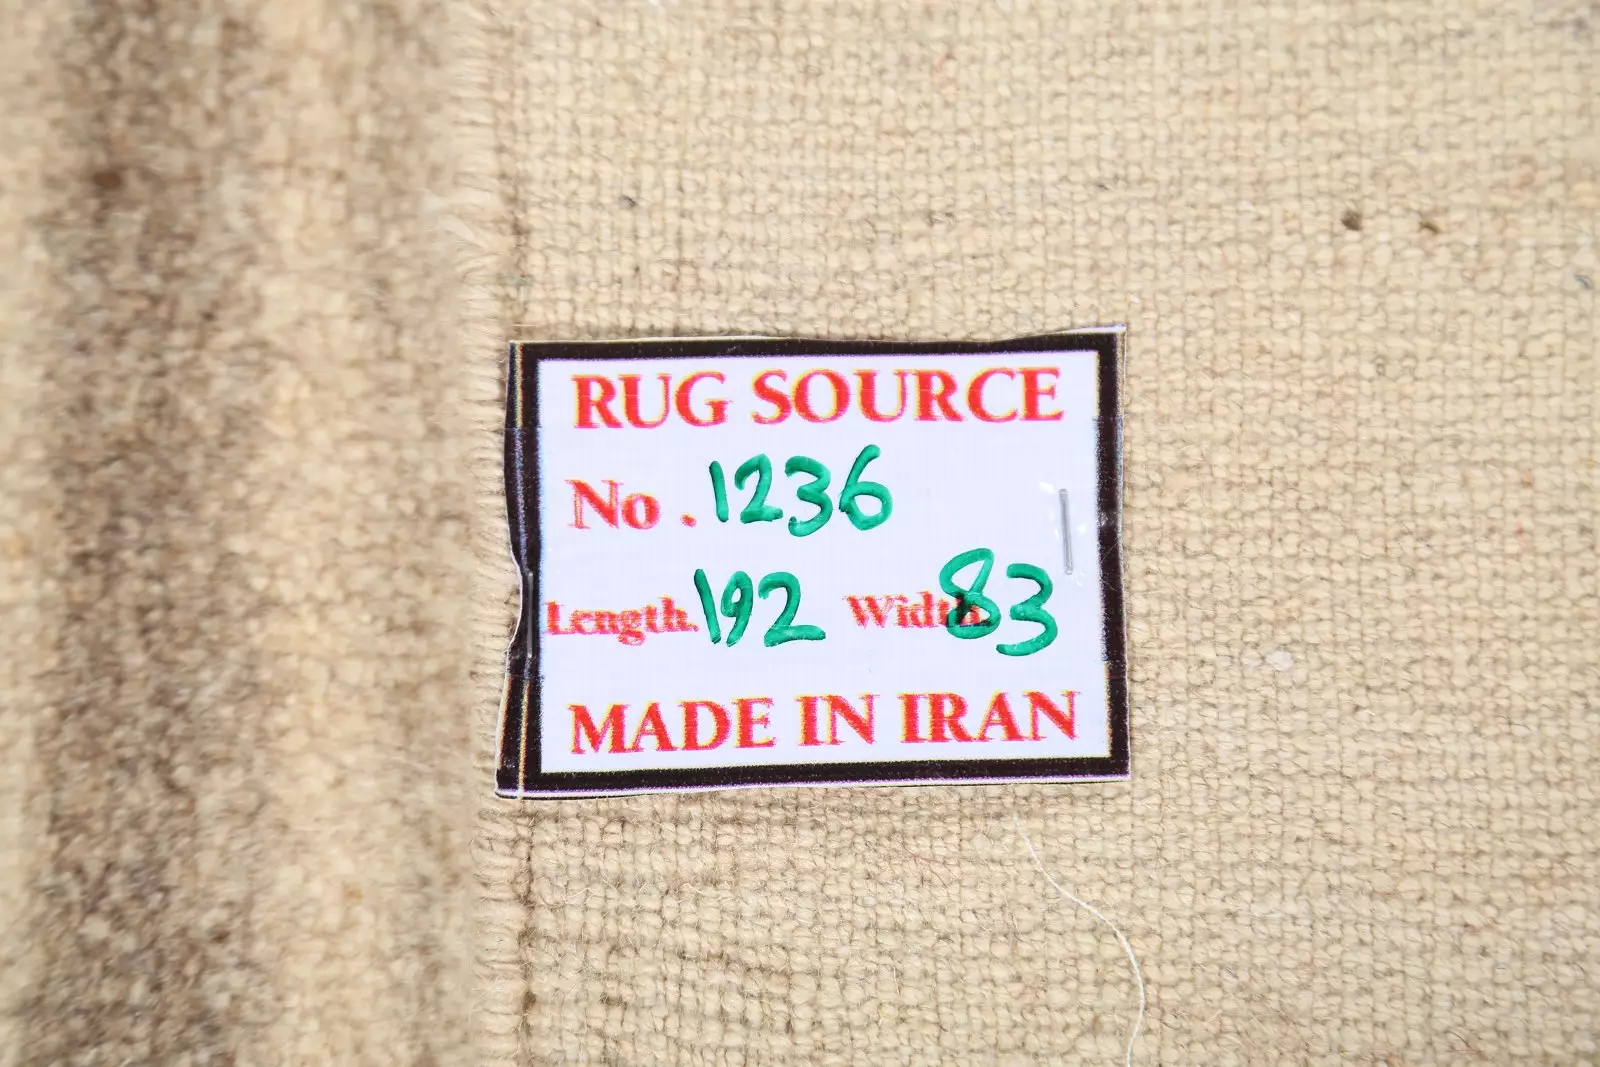 RUG SOURCE
No. 1236
Length. 192 Width. 83
MADE IN IRAN